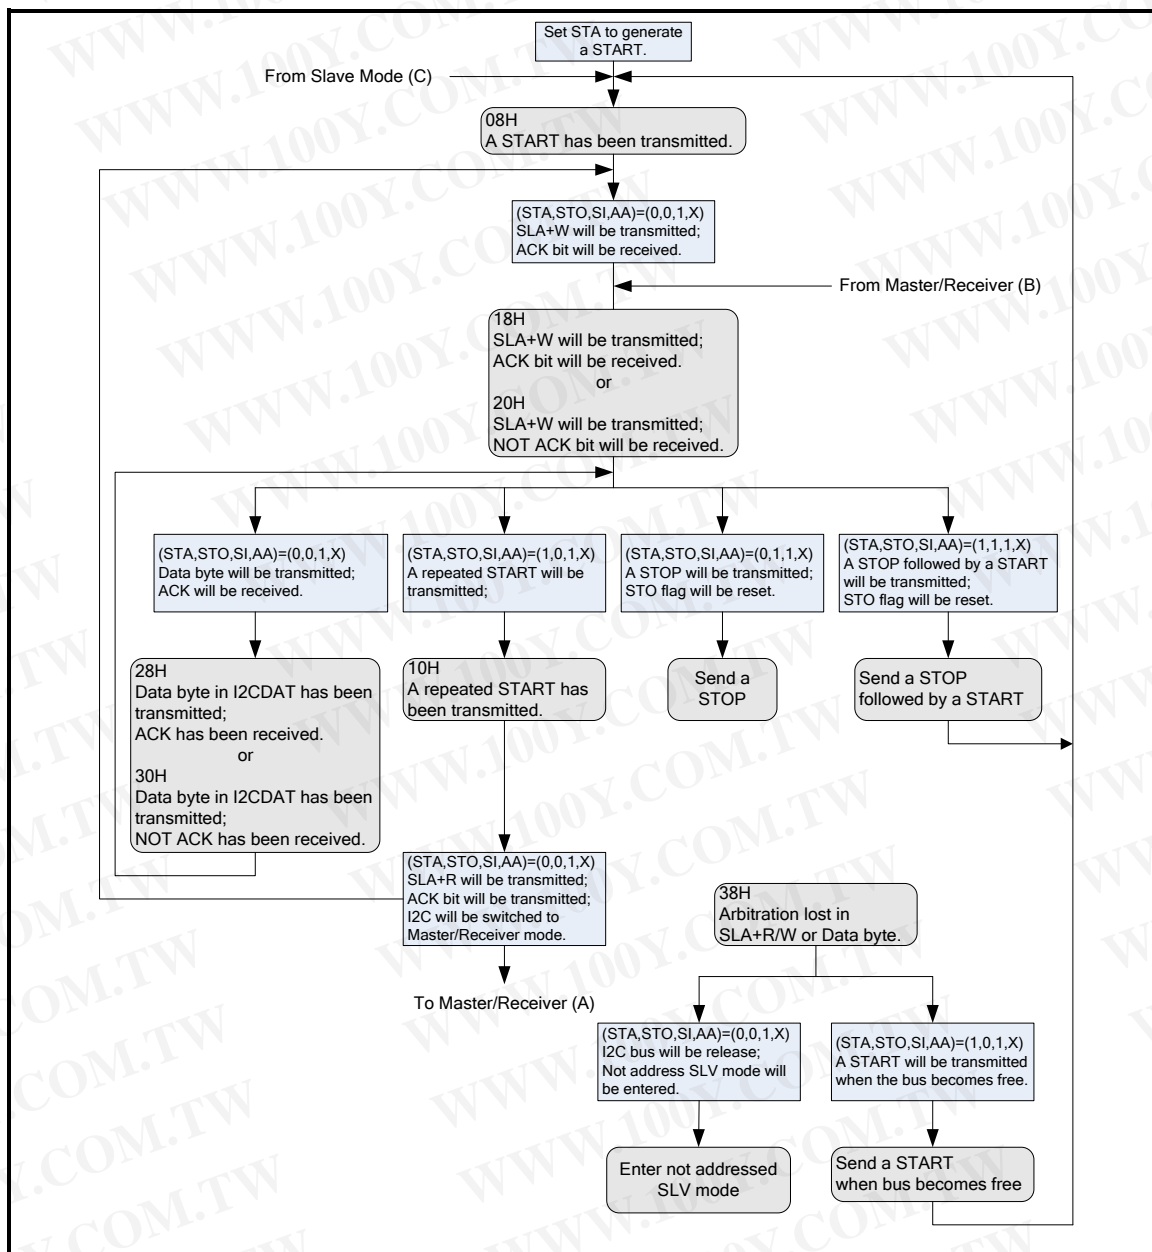 Set STA to generate
a START.
From Slave Mode (C)
08H
A START has been transmitted.
(STA,STO,SI,AA)=(0,0,1,X)
SLA+W will be transmitted;
ACK bit will be received.
From Master/Receiver (B)
18H
SLA+W will be transmitted;
ACK bit will be received.
or
20H
SLA+W will be transmitted;
NOT ACK bit will be received.
(STA,STO,SI,AA)=(0,0,1,X)
Data byte will be transmitted;
ACK will be received.
(STA,STO,SI,AA)=(1,0,1,X)
A repeated START will be
transmitted;
(STA,STO,SI,AA)=(0,1,1,X)
A STOP will be transmitted;
STO flag will be reset.
(STA,STO,SI,AA)=(1,1,1,X)
A STOP followed by a START
will be transmitted;
STO flag will be reset.
28H
Data byte in I2CDAT has been
transmitted;
ACK has been received.
or
30H
Data byte in I2CDAT has been
transmitted;
NOT ACK has been received.
10H
A repeated START has
been transmitted.
Send a
STOP
Send a STOP
followed by a START
(STA,STO,SI,AA)=(0,0,1,X)
SLA+R will be transmitted;
ACK bit will be transmitted;
I2C will be switched to
Master/Receiver mode.
To Master/Receiver (A)
38H
Arbitration lost in
SLA+R/W or Data byte.
(STA,STO,SI,AA)=(0,0,1,X)
I2C bus will be release;
Not address SLV mode will
be entered.
(STA,STO,SI,AA)=(1,0,1,X)
A START will be transmitted
when the bus becomes free.
Enter not addressed
SLV mode
Send a START
when bus becomes free
WWW.100Y.COM.TW